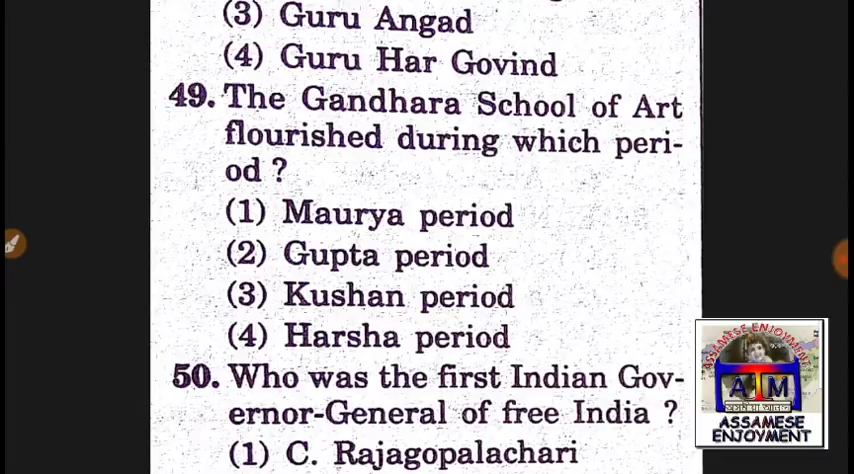 (3) Guru Angad
(4) Guru Har Govind
49. The Gandhara School of Art
flourished during which peri-
od ?
(1) Maurya period
(2) Gupta period
(3) Kushan period
(4) Harsha period
50. Who was the first Indian Gov-
ernor-General of free India ?
(1) C. Rajagopalachari
ASSAMESE ENJOYMENT
ATM
ASSAMESE
ENJOYMENT